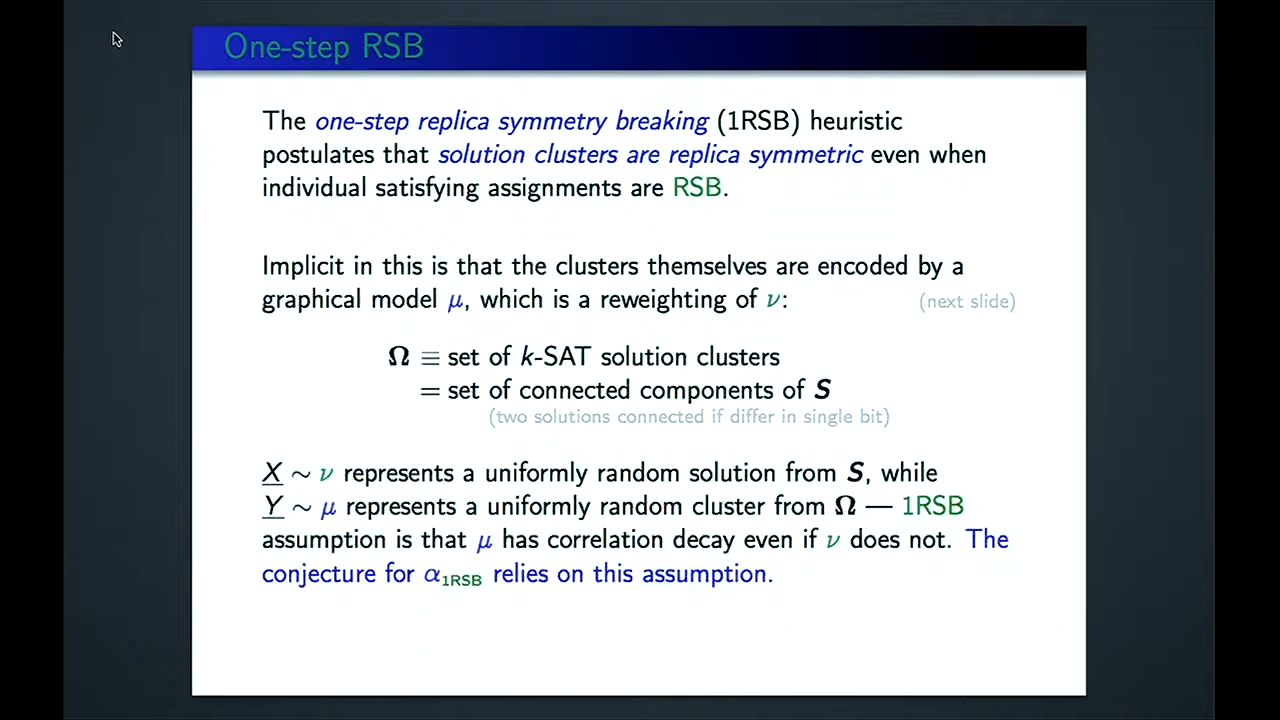 One-step RSB
The one-step replica symmetry breaking (1RSB) heuristic
postulates that solution clusters are replica symmetric even when
individual satisfying assignments are RSB.
Implicit in this is that the clusters themselves are encoded by a
graphical model μ, which is a reweighting of ν: (next slide)
Ω ≡ set of k-SAT solution clusters
= set of connected components of S
(two solutions connected if differ in single bit)
X ~ ν represents a uniformly random solution from S, while
Y ~ μ represents a uniformly random cluster from Ω — 1RSB
assumption is that μ has correlation decay even if ν does not. The
conjecture for α₁RSB relies on this assumption.